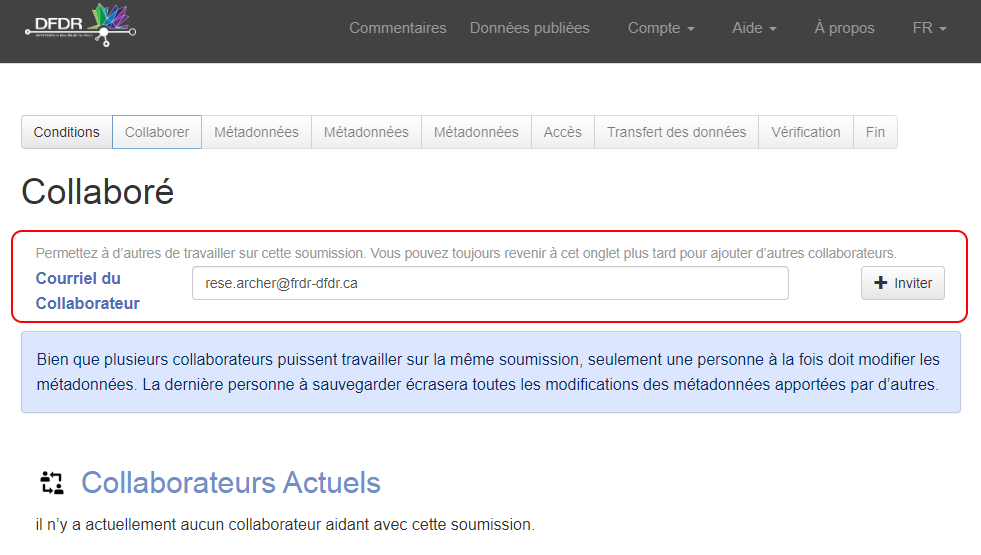 DFDR
Commentaires Données publiées Compte Aide À propos FR
Conditions Collaborer Métadonnées Métadonnées Métadonnées Accès Transfert des données Vérification Fin
Collaboré
Permettez à d’autres de travailler sur cette soumission. Vous pouvez toujours revenir à cet onglet plus tard pour ajouter d’autres collaborateurs.
Courriel du
Collaborateur
rese.archer@frdr-dfdr.ca
Inviter
Bien que plusieurs collaborateurs puissent travailler sur la même soumission, seulement une personne à la fois doit modifier les
métadonnées. La dernière personne à sauvegarder écrasera toutes les modifications des métadonnées apportées par d’autres.
Collaborateurs Actuels
il n’y a actuellement aucun collaborateur aidant avec cette soumission.